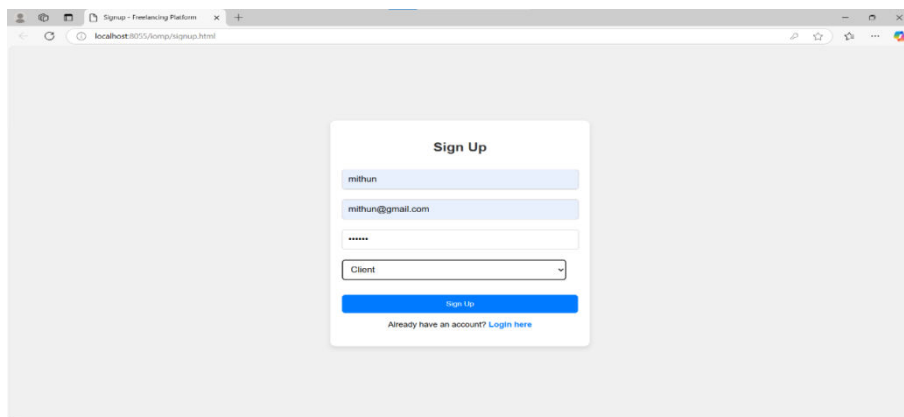 Signup - Freelancing Platform
localhost:8055/lomp/signup.html
Sign Up
mithun
mithun@gmail.com
••••••
Client
Sign Up
Already have an account? Login here